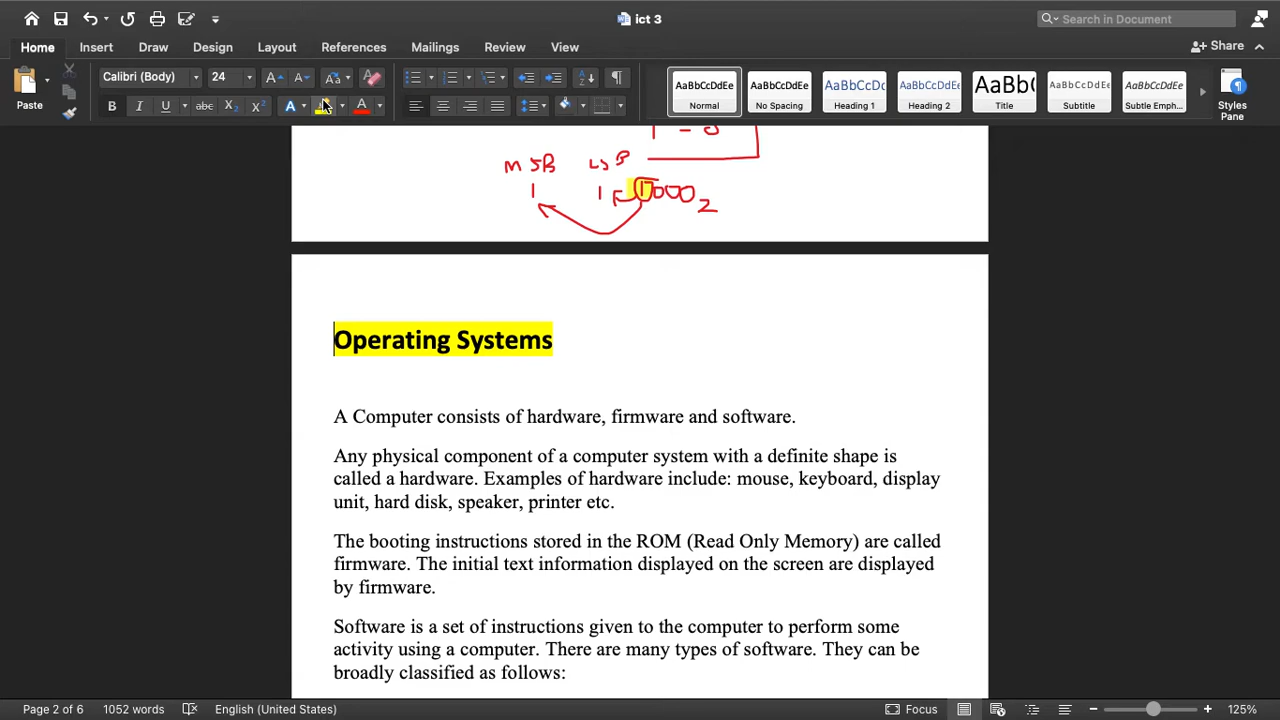 ict 3
Search in Document
Home Insert Draw Design Layout References Mailings Review View
Share
Paste
Calibri (Body) 24
AaBbCcDdEe Normal
AaBbCcDdEe No Spacing
AaBbCcDc Heading 1
AaBbCcDdEe Heading 2
AaBbCcDd Title
AaBbCcDdEe Subtitle
AaBbCcDdEe Subtle Emph...
Styles Pane
1 - 0
MSB LSB
1 1 10000 2
Operating Systems
A Computer consists of hardware, firmware and software.
Any physical component of a computer system with a definite shape is
called a hardware. Examples of hardware include: mouse, keyboard, display
unit, hard disk, speaker, printer etc.
The booting instructions stored in the ROM (Read Only Memory) are called
firmware. The initial text information displayed on the screen are displayed
by firmware.
Software is a set of instructions given to the computer to perform some
activity using a computer. There are many types of software. They can be
broadly classified as follows:
Page 2 of 6 1052 words English (United States) Focus 125%